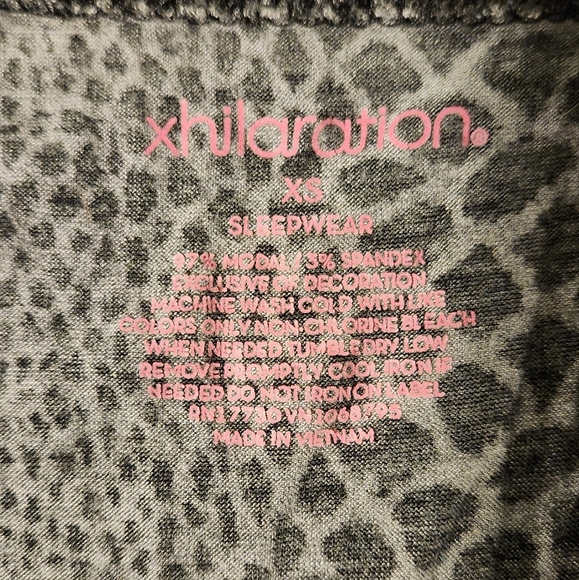 xhilaration®
XS
SLEEPWEAR
97% MODAL / 3% SPANDEX
EXCLUSIVE OF DECORATION
MACHINE WASH COLD WITH LIKE
COLORS ONLY NON-CHLORINE BLEACH
WHEN NEEDED TUMBLE DRY LOW
REMOVE PROMPTLY COOL IRON IF
NEEDED DO NOT IRON ON LABEL
MADE IN VIETNAM